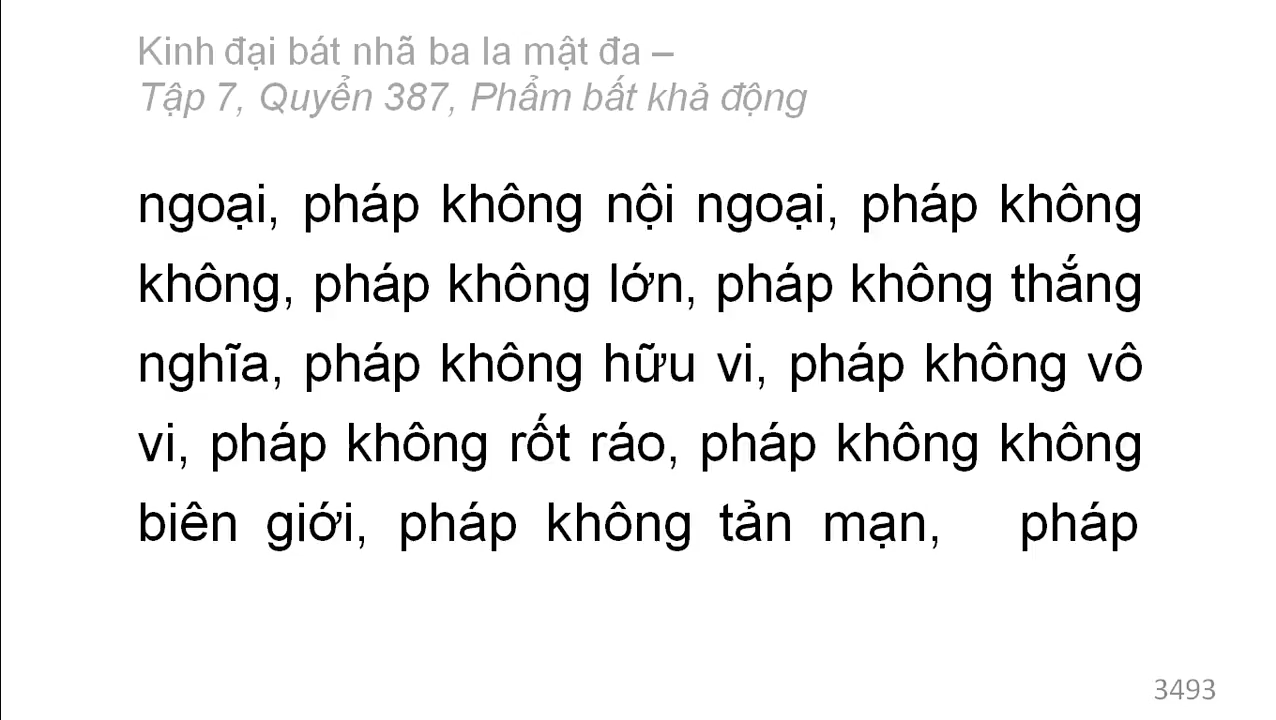 Kinh đại bát nhã ba la mật đa –
Tập 7, Quyển 387, Phẩm bất khả động
ngoại, pháp không nội ngoại, pháp không
không, pháp không lớn, pháp không thắng
nghĩa, pháp không hữu vi, pháp không vô
vi, pháp không rốt ráo, pháp không không
biên giới, pháp không tản mạn, pháp
3493